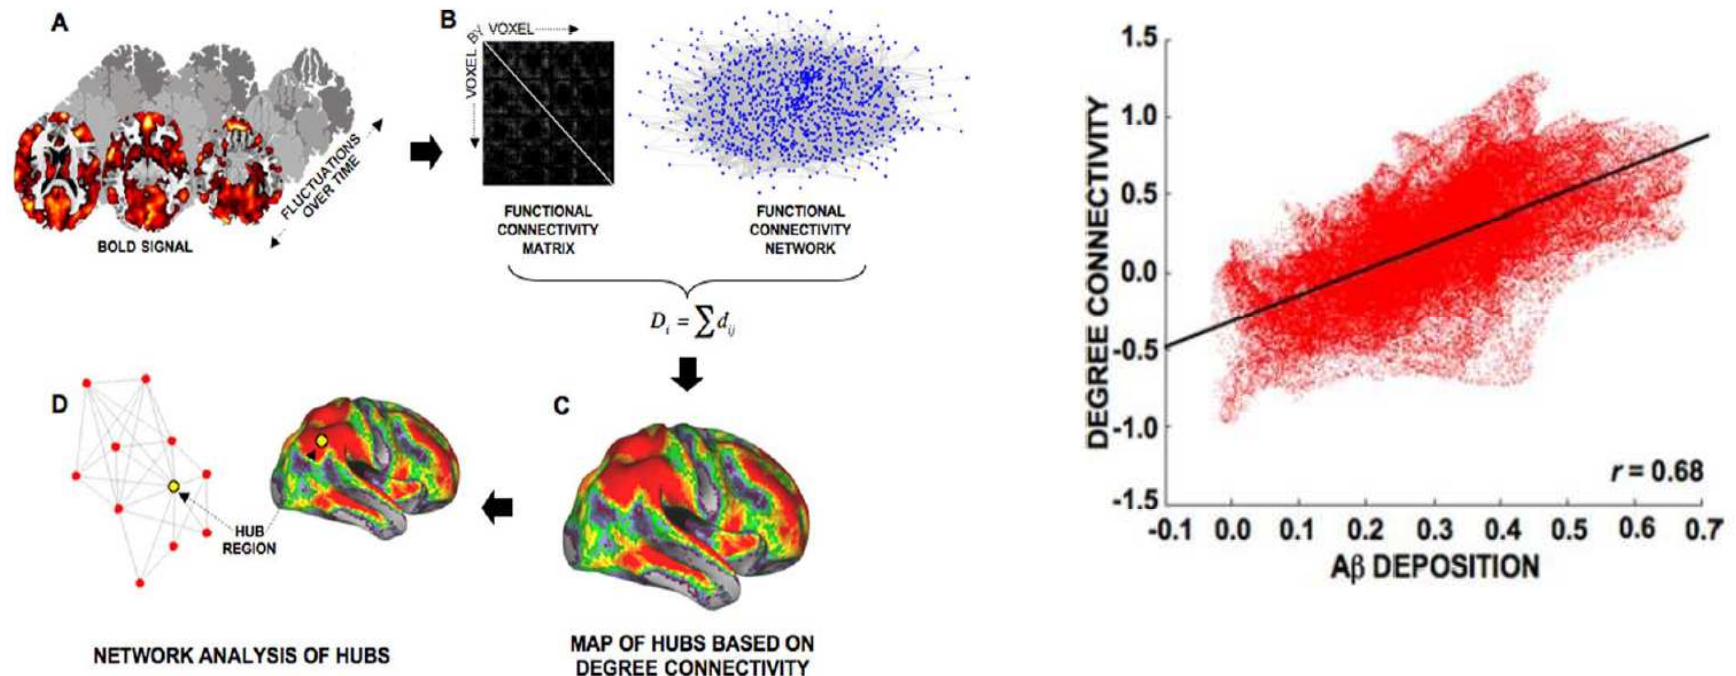 A
BOLD SIGNAL
FLUCTUATIONS
OVER TIME
B
VOXEL
BY VOXEL
FUNCTIONAL
CONNECTIVITY
MATRIX
FUNCTIONAL
CONNECTIVITY
NETWORK
D_i = ∑ d_ij
C
MAP OF HUBS BASED ON
DEGREE CONNECTIVITY
D
HUB
REGION
NETWORK ANALYSIS OF HUBS
DEGREE CONNECTIVITY
1.5
1.0
0.5
0.0
-0.5
-1.0
-1.5
r = 0.68
-0.1 0.0 0.1 0.2 0.3 0.4 0.5 0.6 0.7
Aβ DEPOSITION